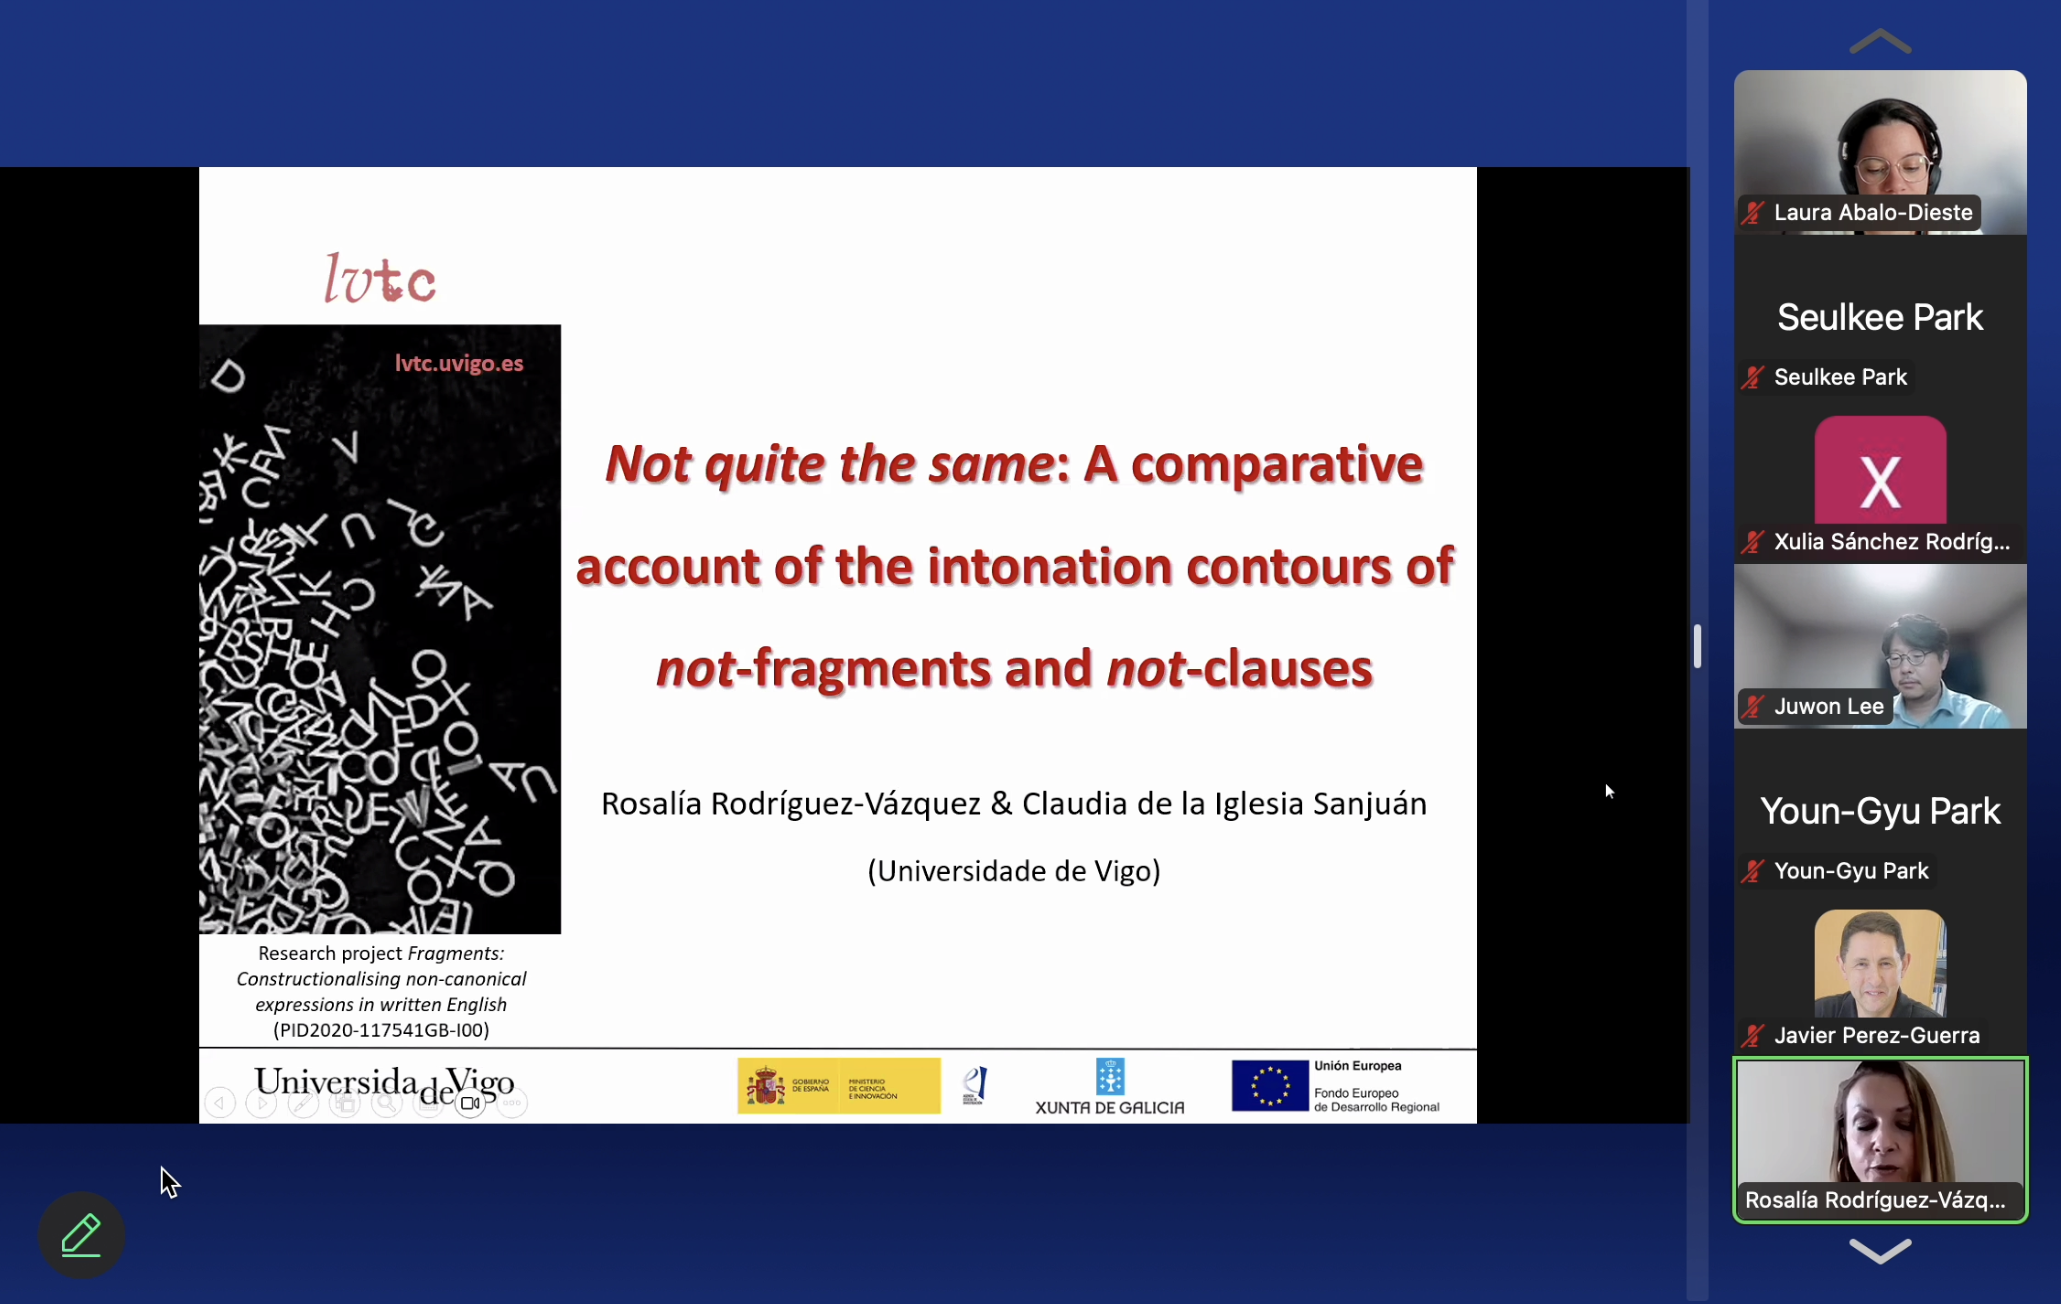 lvtc
lvtc.uvigo.es
Not quite the same: A comparative
account of the intonation contours of
not-fragments and not-clauses
Rosalía Rodríguez-Vázquez & Claudia de la Iglesia Sanjuán
(Universidade de Vigo)
Research project Fragments:
Constructionalising non-canonical
expressions in written English
(PID2020-117541GB-I00)
UniversidadeVigo
GOBIERNO
DE ESPAÑA
MINISTERIO
DE CIENCIA
E INNOVACIÓN
XUNTA DE GALICIA
Unión Europea
Fondo Europeo
de Desarrollo Regional
Laura Abalo-Dieste
Seulkee Park
Seulkee Park
X
Xulia Sánchez Rodríg...
Juwon Lee
Youn-Gyu Park
Youn-Gyu Park
Javier Perez-Guerra
Rosalía Rodríguez-Vázq...